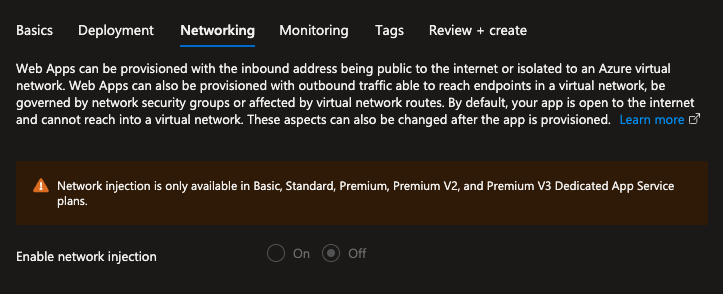 Basics Deployment Networking Monitoring Tags Review + create
Web Apps can be provisioned with the inbound address being public to the internet or isolated to an Azure virtual
network. Web Apps can also be provisioned with outbound traffic able to reach endpoints in a virtual network, be
governed by network security groups or affected by virtual network routes. By default, your app is open to the internet
and cannot reach into a virtual network. These aspects can also be changed after the app is provisioned. Learn more
Network injection is only available in Basic, Standard, Premium, Premium V2, and Premium V3 Dedicated App Service
plans.
Enable network injection On Off